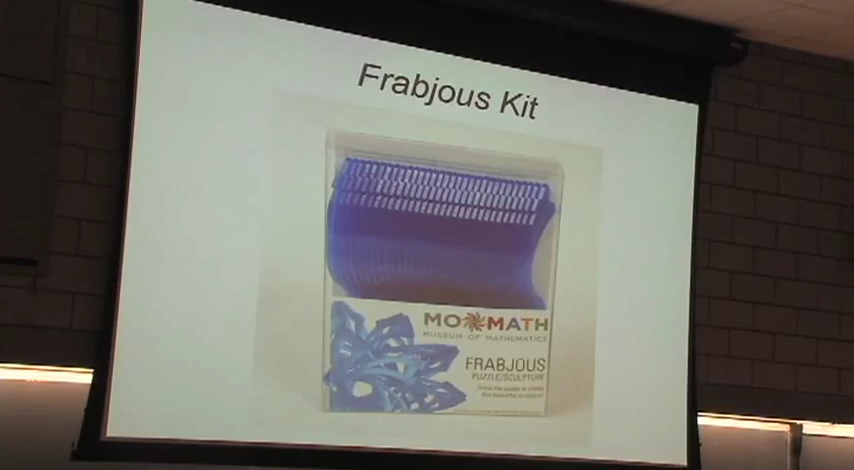 Frabjous Kit
MO MATH
MUSEUM OF MATHEMATICS
FRABJOUS
PUZZLE/SCULPTURE